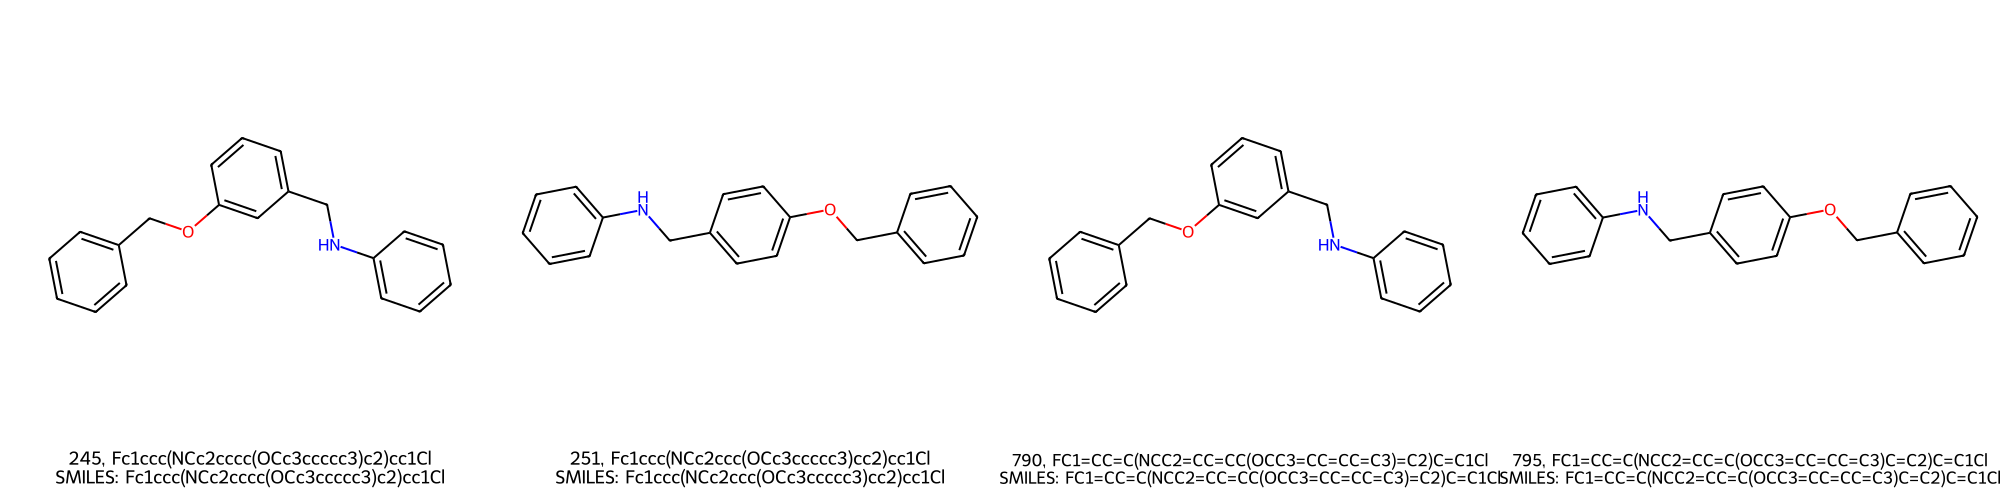 O
HN
H
N
O
O
HN
H
N
O
245, Fc1ccc(NCc2cccc(OCc3ccccc3)c2)cc1Cl
SMILES: Fc1ccc(NCc2cccc(OCc3ccccc3)c2)cc1Cl
251, Fc1ccc(NCc2ccc(OCc3ccccc3)cc2)cc1Cl
SMILES: Fc1ccc(NCc2ccc(OCc3ccccc3)cc2)cc1Cl
790, FC1=CC=C(NCC2=CC=CC(OCC3=CC=CC=C3)=C2)C=C1Cl
SMILES: FC1=CC=C(NCC2=CC=CC(OCC3=CC=CC=C3)=C2)C=C1Cl
795, FC1=CC=C(NCC2=CC=C(OCC3=CC=CC=C3)C=C2)C=C1Cl
SMILES: FC1=CC=C(NCC2=CC=C(OCC3=CC=CC=C3)C=C2)C=C1Cl